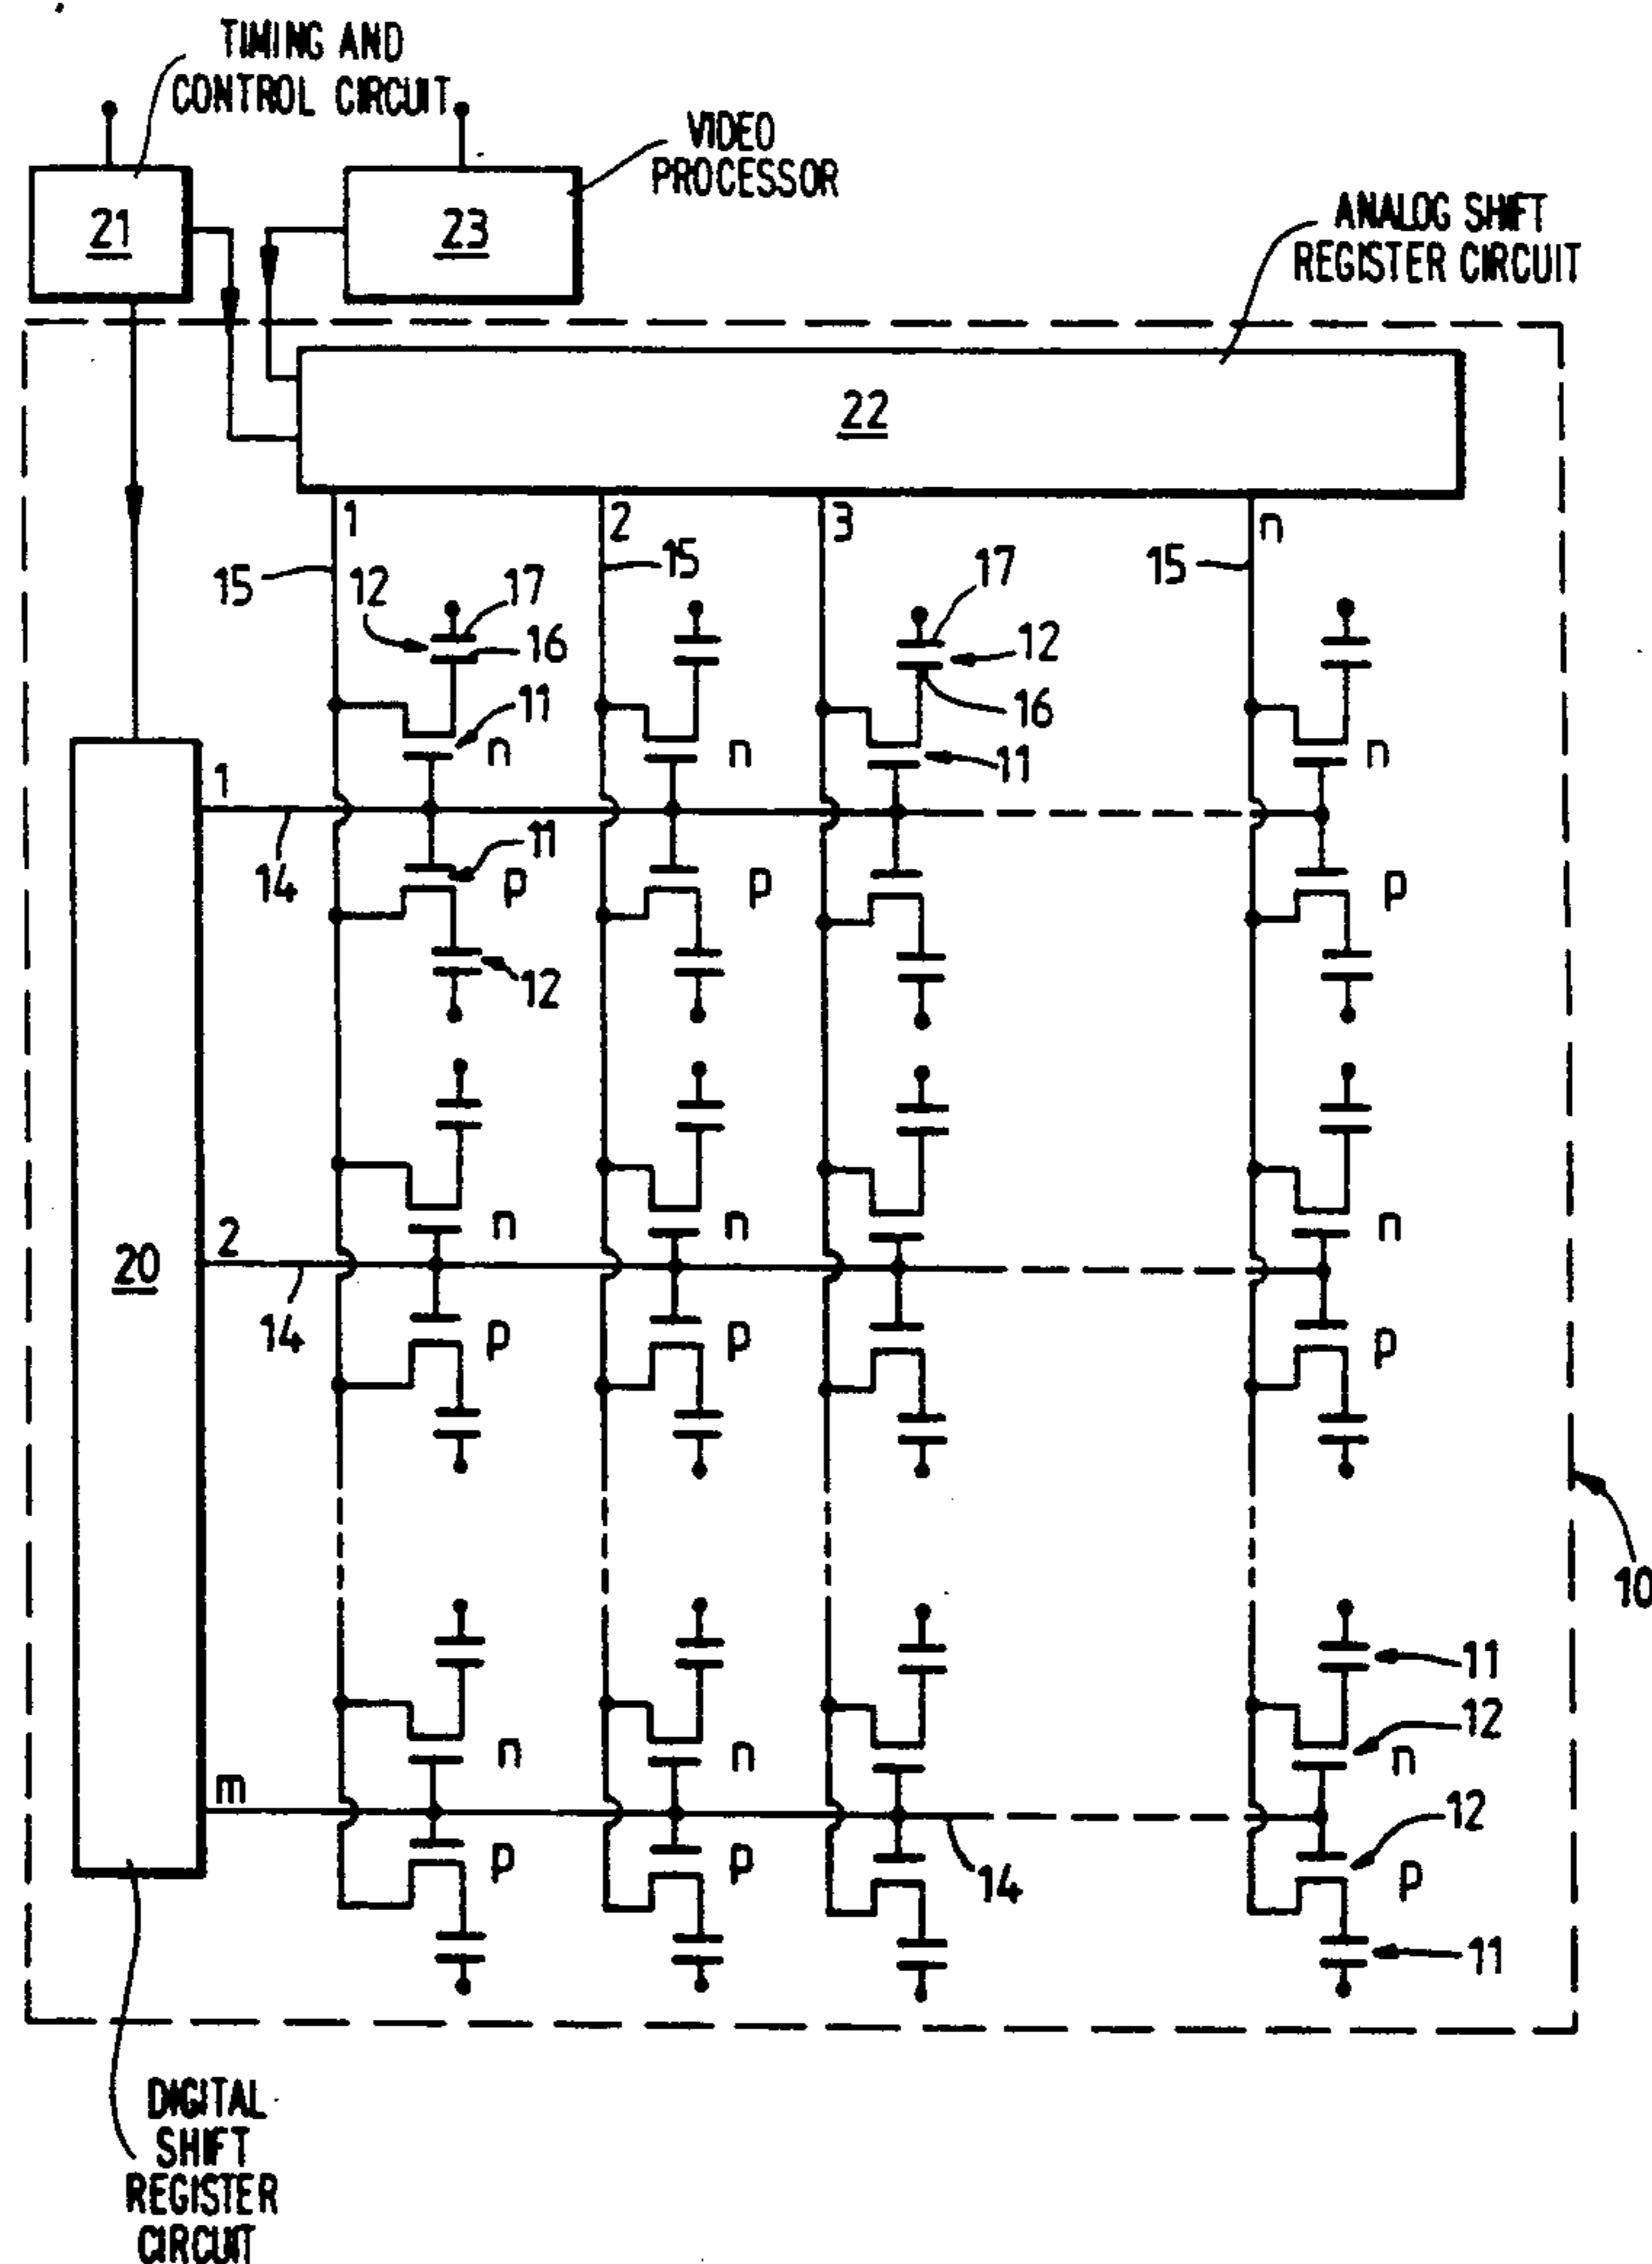 TIMING AND
CONTROL CIRCUIT
VIDEO
PROCESSOR
21
23
ANALOG SHIFT
REGISTER CIRCUIT
22
1
2
3
n
15
12
17
15
17
15
16
12
11
16
n
n
11
n
1
11
14
p
p
p
12
2
n
n
n
20
14
p
p
p
10
11
12
m
n
n
n
12
p
p
14
p
11
DIGITAL
SHIFT
REGISTER
CIRCUIT